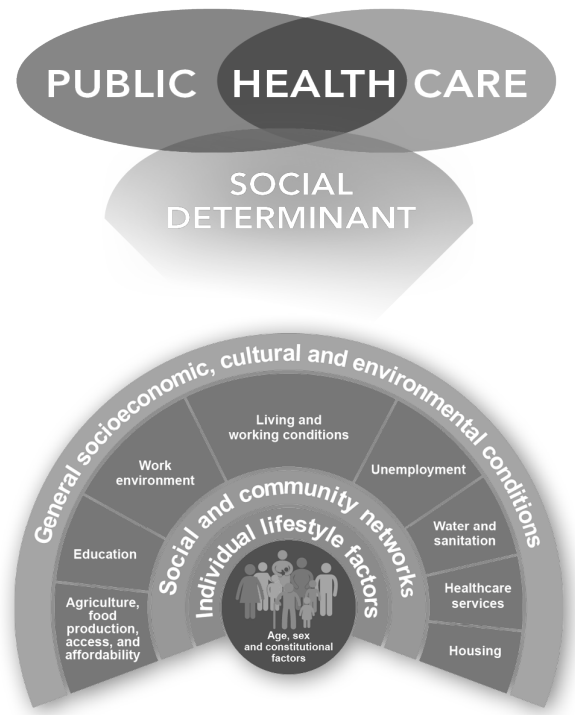 PUBLIC HEALTH CARE
SOCIAL
DETERMINANT
General socioeconomic, cultural and environmental conditions
Living and
working conditions
Work
environment
Unemployment
Education
Water and
sanitation
Agriculture,
food
production,
access, and
affordability
Healthcare
services
Housing
Social and community networks
Individual lifestyle factors
Age, sex
and constitutional
factors